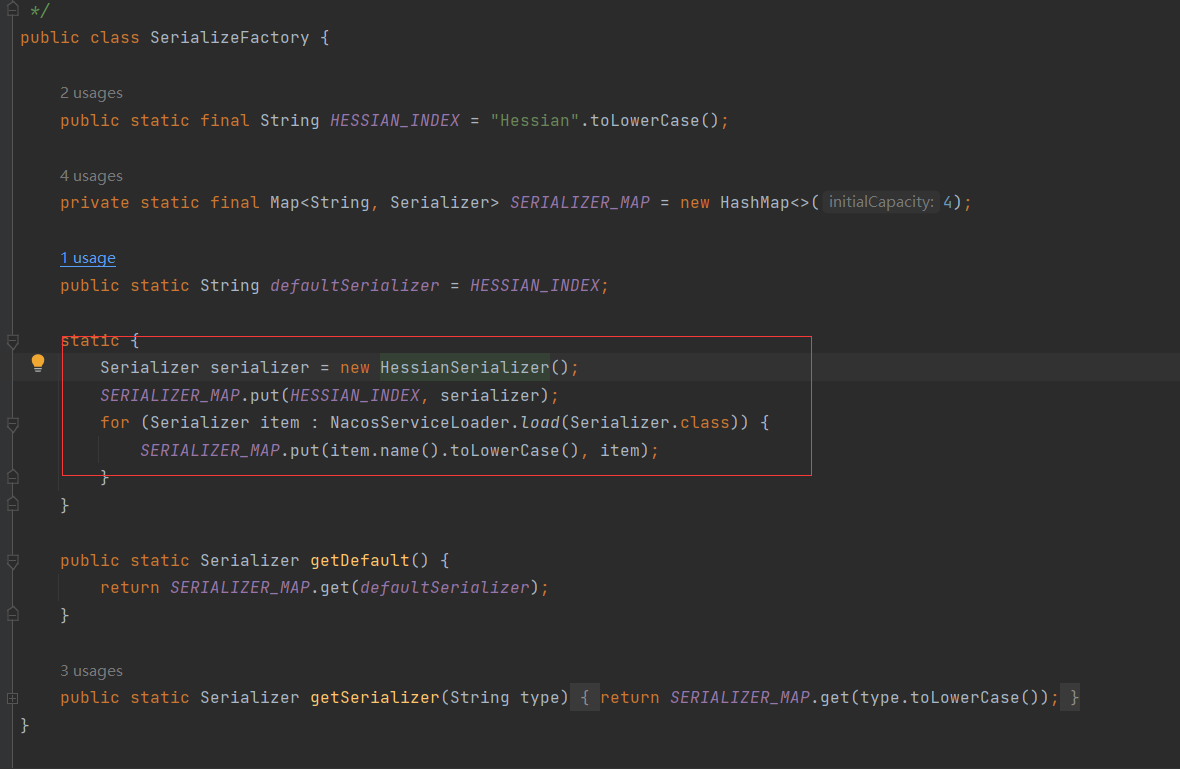 */
public class SerializeFactory {
2 usages
public static final String HESSIAN_INDEX = "Hessian".toLowerCase();
4 usages
private static final Map<String, Serializer> SERIALIZER_MAP = new HashMap<>( initialCapacity: 4);
1 usage
public static String defaultSerializer = HESSIAN_INDEX;
static {
Serializer serializer = new HessianSerializer();
SERIALIZER_MAP.put(HESSIAN_INDEX, serializer);
for (Serializer item : NacosServiceLoader.load(Serializer.class)) {
SERIALIZER_MAP.put(item.name().toLowerCase(), item);
}
}
public static Serializer getDefault() {
return SERIALIZER_MAP.get(defaultSerializer);
}
3 usages
public static Serializer getSerializer(String type) { return SERIALIZER_MAP.get(type.toLowerCase()); }
}